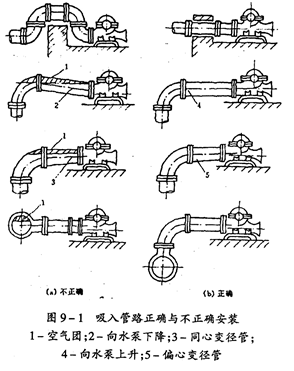 1
2
4
1
3
5
1
(a) 不正确
(b) 正确
图 9-1 吸入管路正确与不正确安装
1-空气团;2-向水泵下降;3-同心变径管;
4-向水泵上升;5-偏心变径管